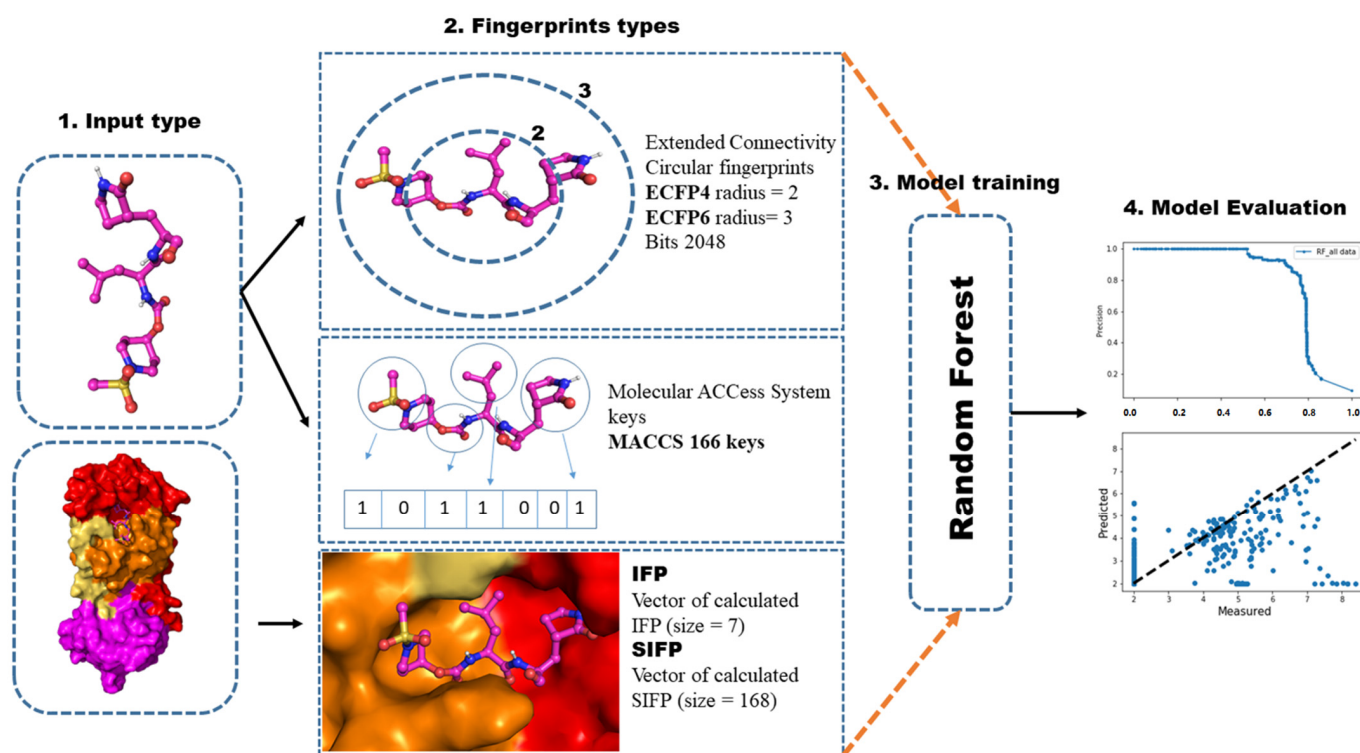 2. Fingerprints types
1. Input type
3
2
Extended Connectivity
Circular fingerprints
ECFP4 radius = 2
ECFP6 radius= 3
Bits 2048
Molecular ACCess System
keys
MACCS 166 keys
1 0 1 1 0 0 1
IFP
Vector of calculated
IFP (size = 7)
SIFP
Vector of calculated
SIFP (size = 168)
3. Model training
Random Forest
4. Model Evaluation
RF_all data
Precision
1.0
0.8
0.6
0.4
0.2
0.0 0.2 0.4 0.6 0.8 1.0
Predicted
8
7
6
5
4
3
2
2 3 4 5 6 7 8
Measured